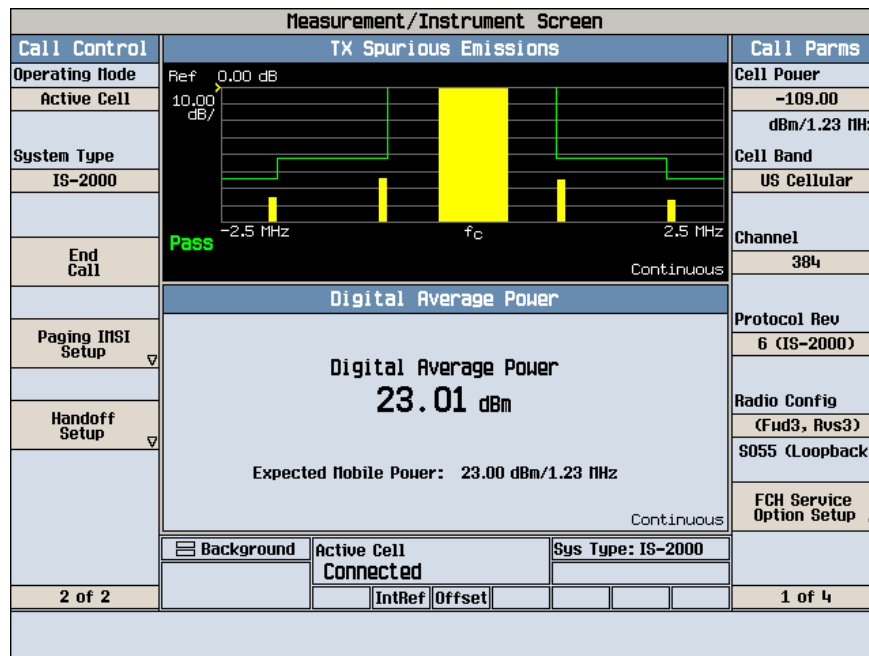 Measurement/Instrument Screen
Call Control
Operating Mode
Active Cell
System Type
IS-2000
End
Call
Paging IMSI
Setup
Handoff
Setup
2 of 2
TX Spurious Emissions
Ref 0.00 dB
10.00
dB/
Pass
-2.5 MHz
fc
2.5 MHz
Continuous
Digital Average Power
Digital Average Power
23.01 dBm
Expected Mobile Power: 23.00 dBm/1.23 MHz
Continuous
Background
Active Cell
Connected
Sys Type: IS-2000
IntRef
Offset
Call Parms
Cell Power
-109.00
dBm/1.23 MHz
Cell Band
US Cellular
Channel
384
Protocol Rev
6 (IS-2000)
Radio Config
(Fwd3, Rvs3)
SO55 (Loopback
FCH Service
Option Setup
1 of 4